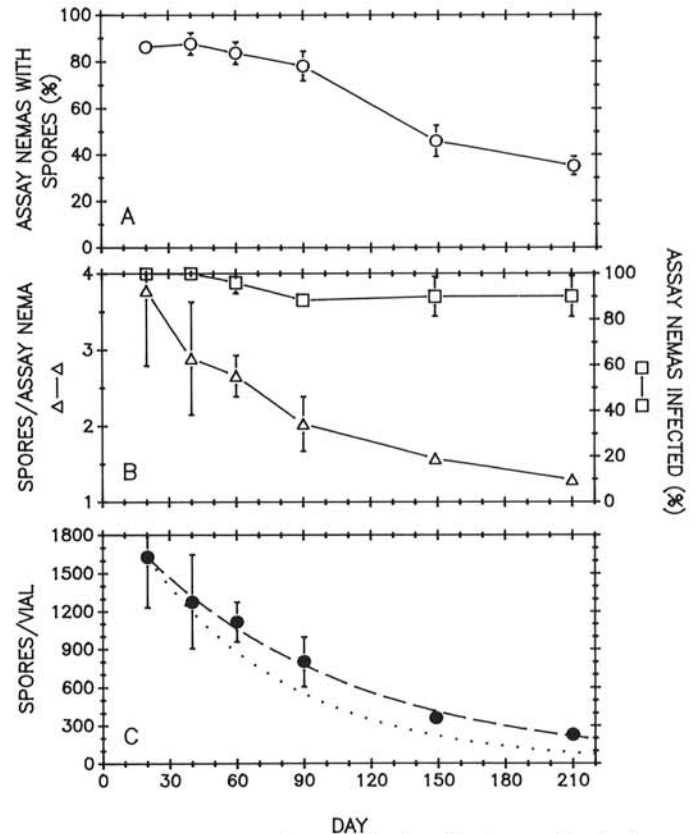 ASSAY NEMAS WITH
SPORES (%)
100
80
60
40
20
0
A
SPORES/ASSAY NEMA
4
3
2
1
B
100
80
60
40
20
0
ASSAY NEMAS INFECTED (%)
SPORES/VIAL
1800
1500
1200
900
600
300
0
C
0 30 60 90 120 150 180 210
DAY